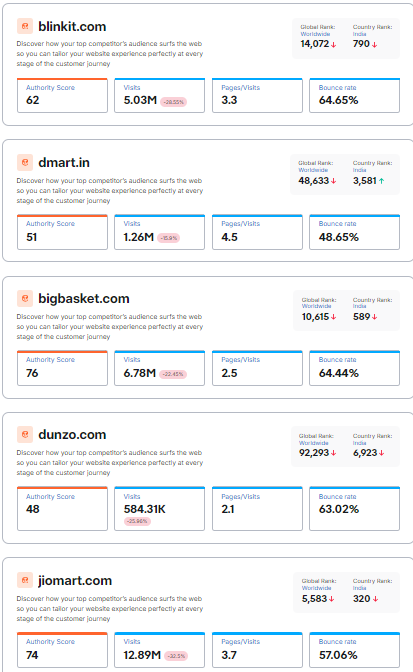 blinkit.com
Global Rank: Country Rank:
Worldwide India
14,072 ↓ 790 ↓
Discover how your top competitor's audience surfs the web
so you can tailor your website experience perfectly at every
stage of the customer journey
Authority Score Visits Pages/Visits Bounce rate
62 5.03M -28.55% 3.3 64.65%
dmart.in
Global Rank: Country Rank:
Worldwide India
48,633 ↓ 3,581 ↑
Discover how your top competitor's audience surfs the web
so you can tailor your website experience perfectly at every
stage of the customer journey
Authority Score Visits Pages/Visits Bounce rate
51 1.26M -15.8% 4.5 48.65%
bigbasket.com
Global Rank: Country Rank:
Worldwide India
10,615 ↓ 589 ↓
Discover how your top competitor's audience surfs the web
so you can tailor your website experience perfectly at every
stage of the customer journey
Authority Score Visits Pages/Visits Bounce rate
76 6.78M -22.45% 2.5 64.44%
dunzo.com
Global Rank: Country Rank:
Worldwide India
92,293 ↓ 6,923 ↓
Discover how your top competitor's audience surfs the web
so you can tailor your website experience perfectly at every
stage of the customer journey
Authority Score Visits Pages/Visits Bounce rate
48 584.31K 2.1 63.02%
-25.86%
jiomart.com
Global Rank: Country Rank:
Worldwide India
5,583 ↓ 320 ↓
Discover how your top competitor's audience surfs the web
so you can tailor your website experience perfectly at every
stage of the customer journey
Authority Score Visits Pages/Visits Bounce rate
74 12.89M -32.5% 3.7 57.06%